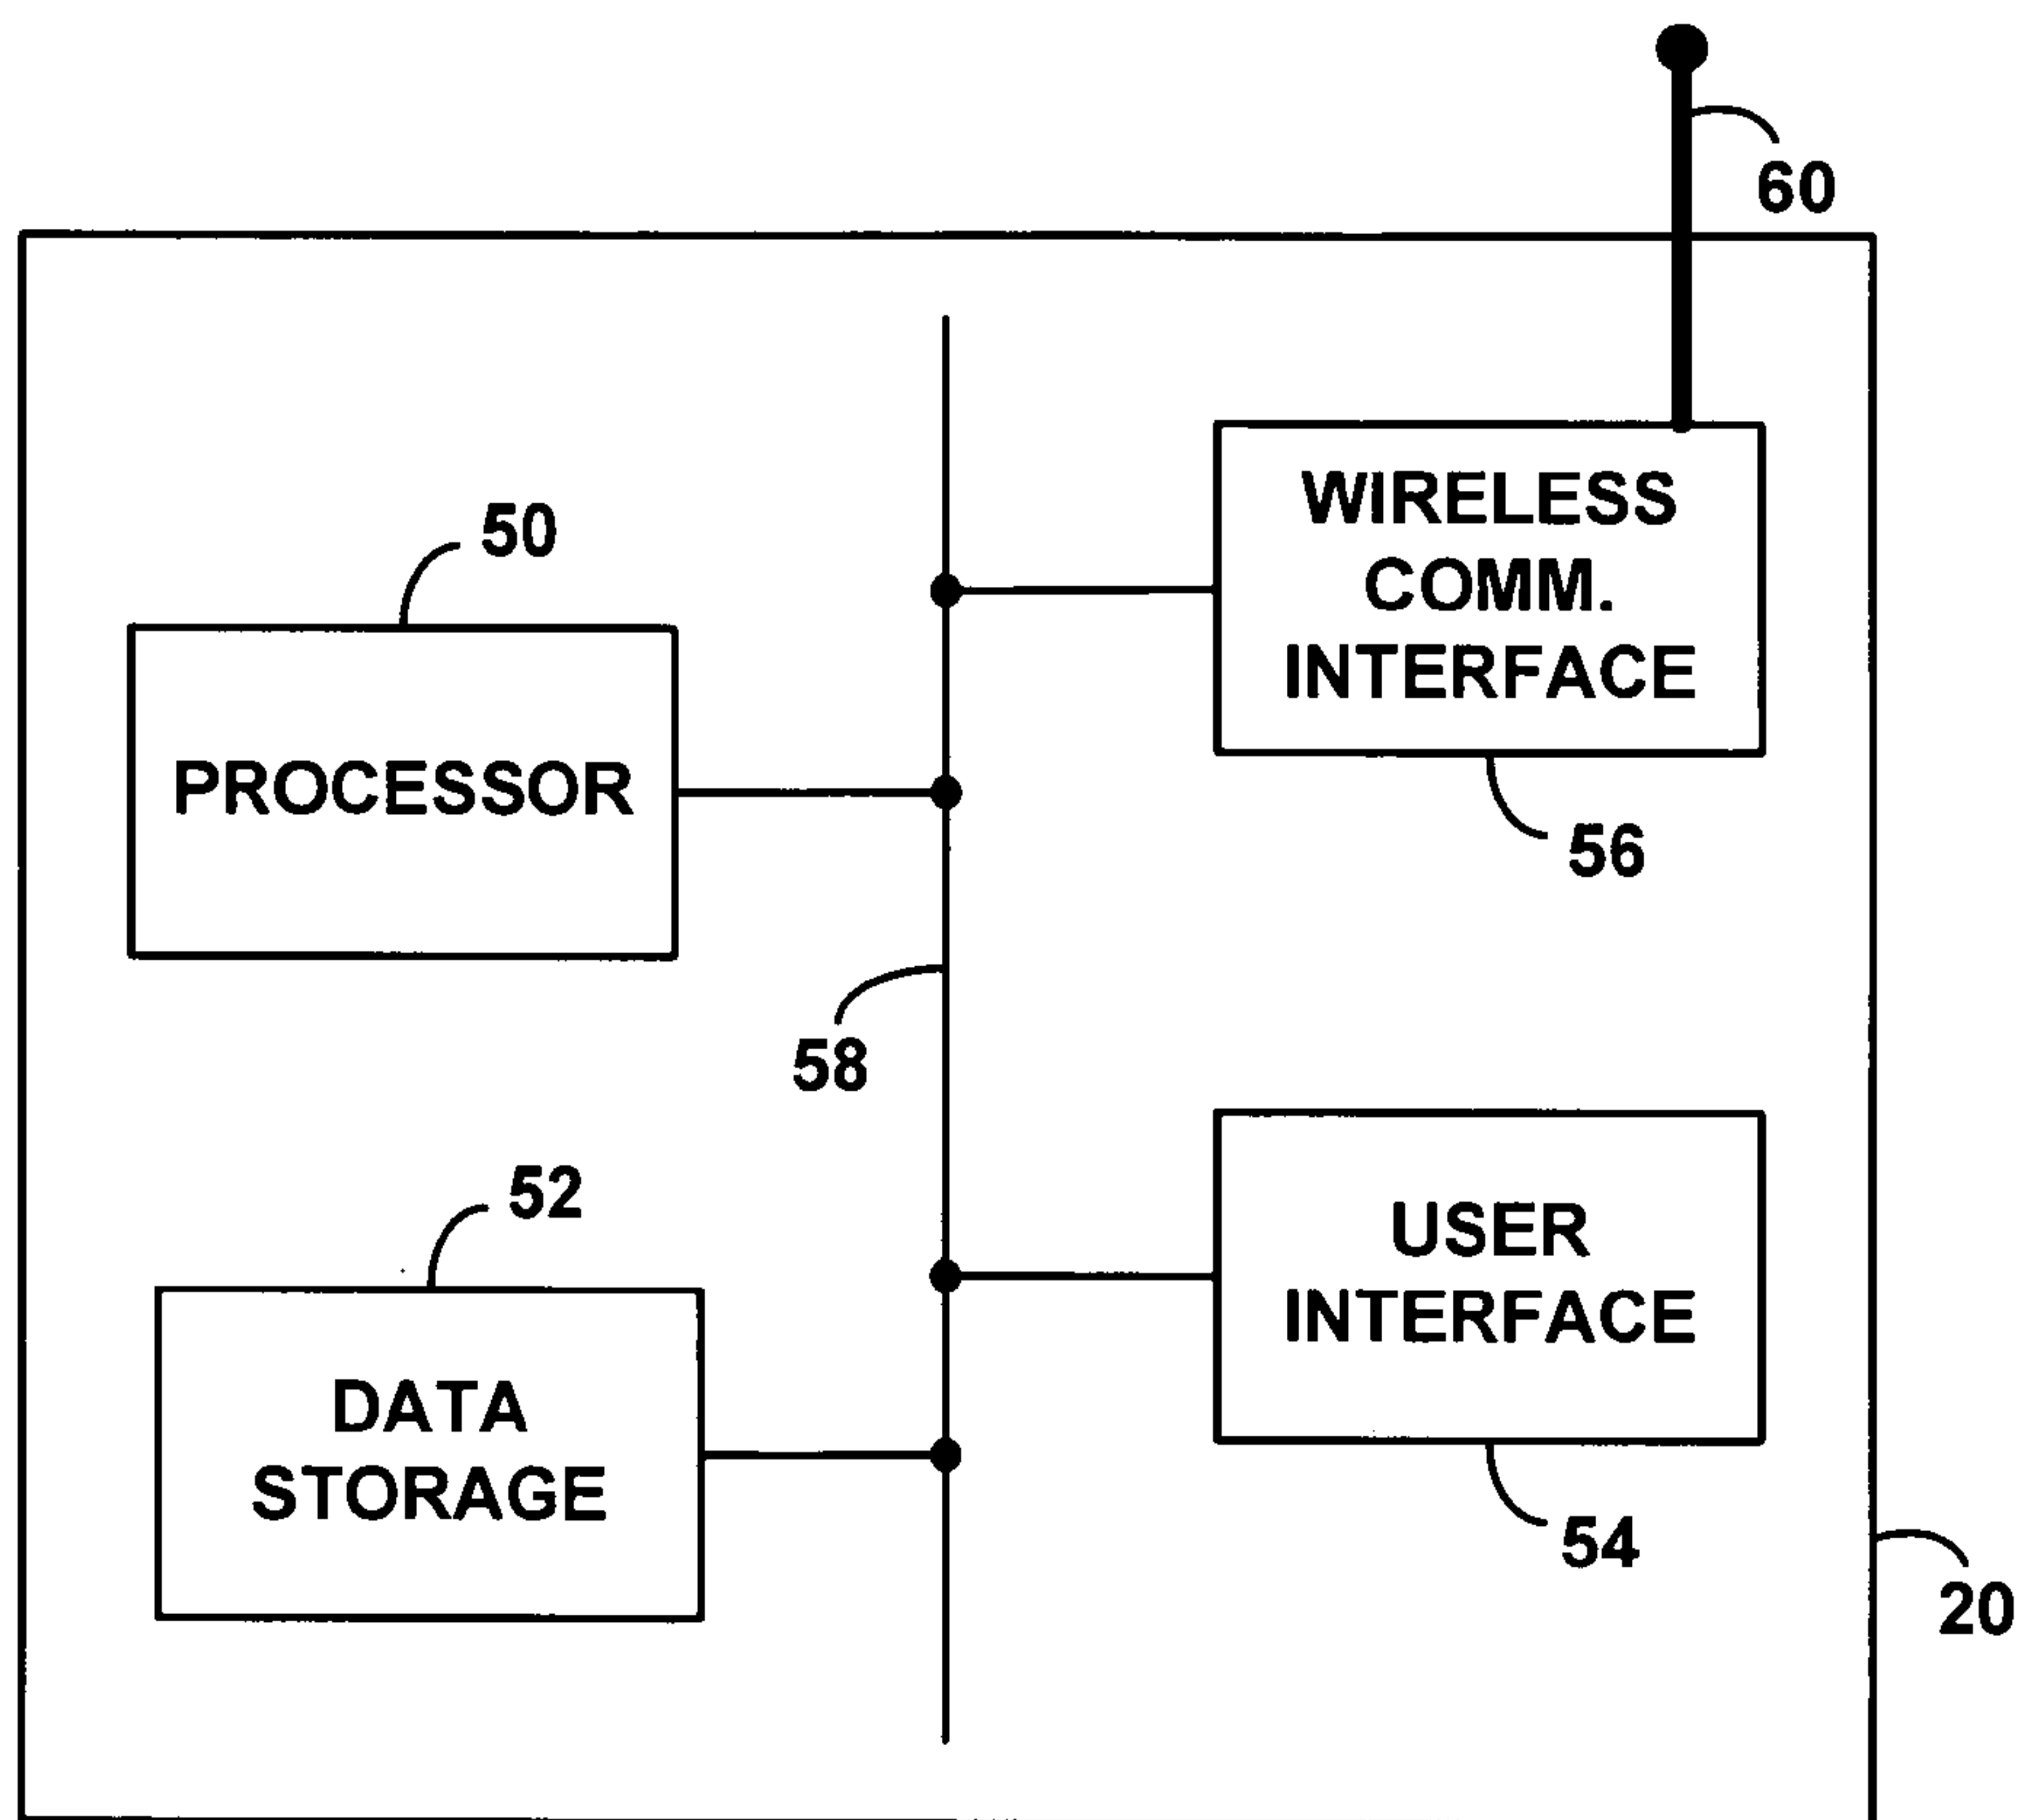 60
50
WIRELESS
COMM.
INTERFACE
PROCESSOR
56
58
52
USER
INTERFACE
DATA
STORAGE
54
20